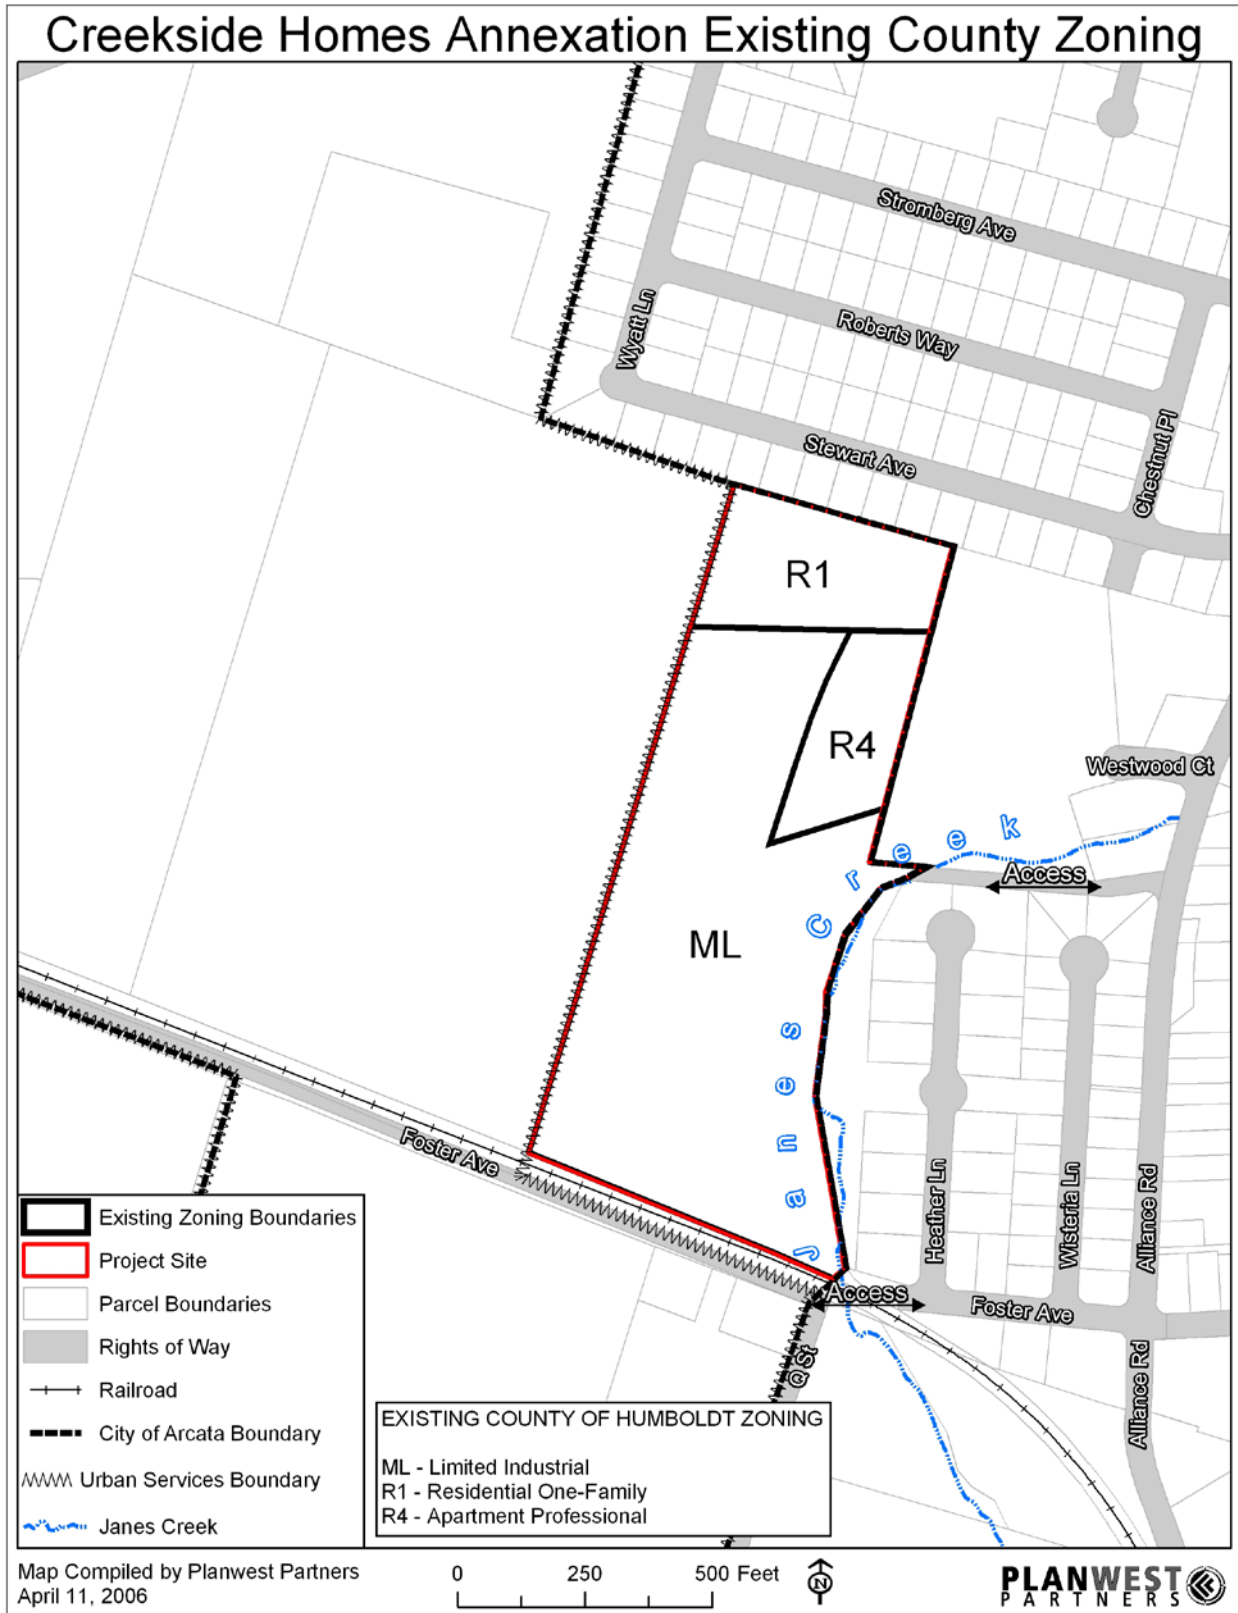 Creekside Homes Annexation Existing County Zoning
Stromberg Ave
Wyatt Ln
Roberts Way
Chestnut Pl
Stewart Ave
R1
R4
Westwood Ct
Janes Creek
Access
ML
Foster Ave
Heather Ln
Wisteria Ln
Alliance Rd
Access
Foster Ave
Q St
Alliance Rd
Existing Zoning Boundaries
Project Site
Parcel Boundaries
Rights of Way
Railroad
City of Arcata Boundary
Urban Services Boundary
Janes Creek
EXISTING COUNTY OF HUMBOLDT ZONING
ML - Limited Industrial
R1 - Residential One-Family
R4 - Apartment Professional
Map Compiled by Planwest Partners
April 11, 2006
0 250 500 Feet
N
PLANWEST
PARTNERS